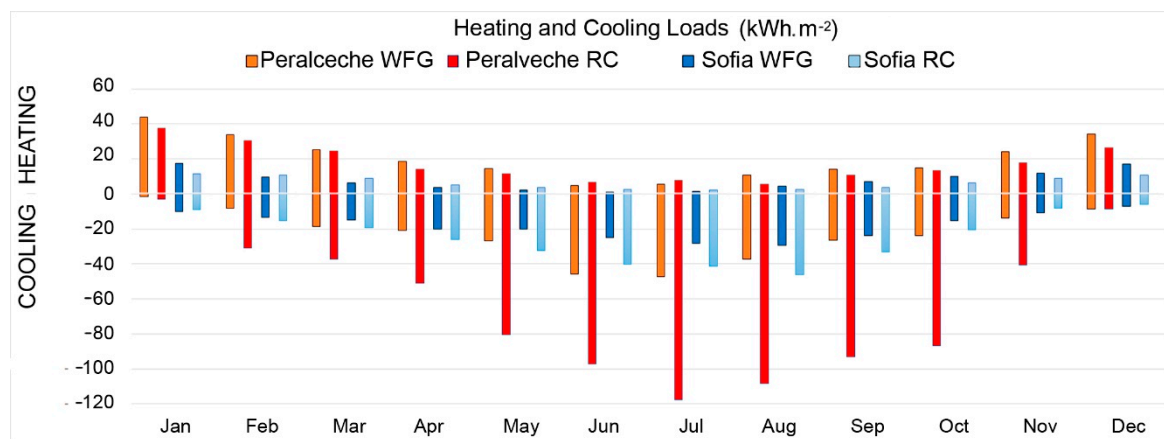 Heating and Cooling Loads (kWh.m-²)
Peralceche WFG Peralveche RC Sofia WFG Sofia RC
COOLING HEATING
60
40
20
0
-20
-40
-60
-80
-100
-120
Jan Feb Mar Apr May Jun Jul Aug Sep Oct Nov Dec